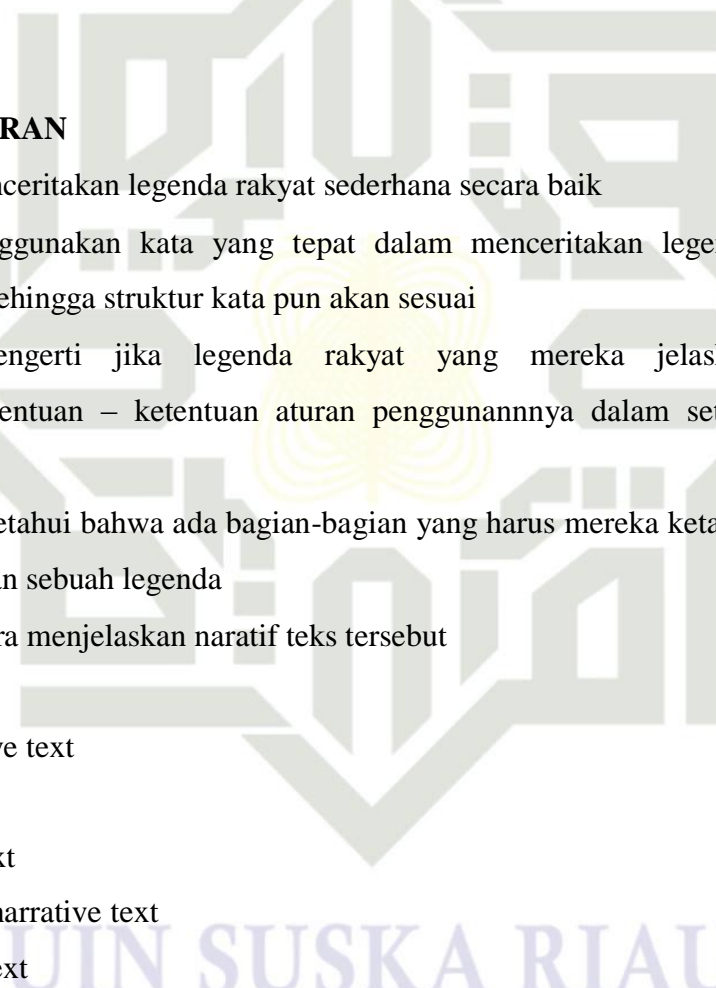 RAN
nceritakan legenda rakyat sederhana secara baik
ggunakan kata yang tepat dalam menceritakan legen
ehingga struktur kata pun akan sesuai
engerti jika legenda rakyat yang mereka jelask
entuan – ketentuan aturan penggunannnya dalam set
etahui bahwa ada bagian-bagian yang harus mereka keta
an sebuah legenda
ra menjelaskan naratif teks tersebut
ve text
xt
narrative text
ext
UIN SUSKA RIAU